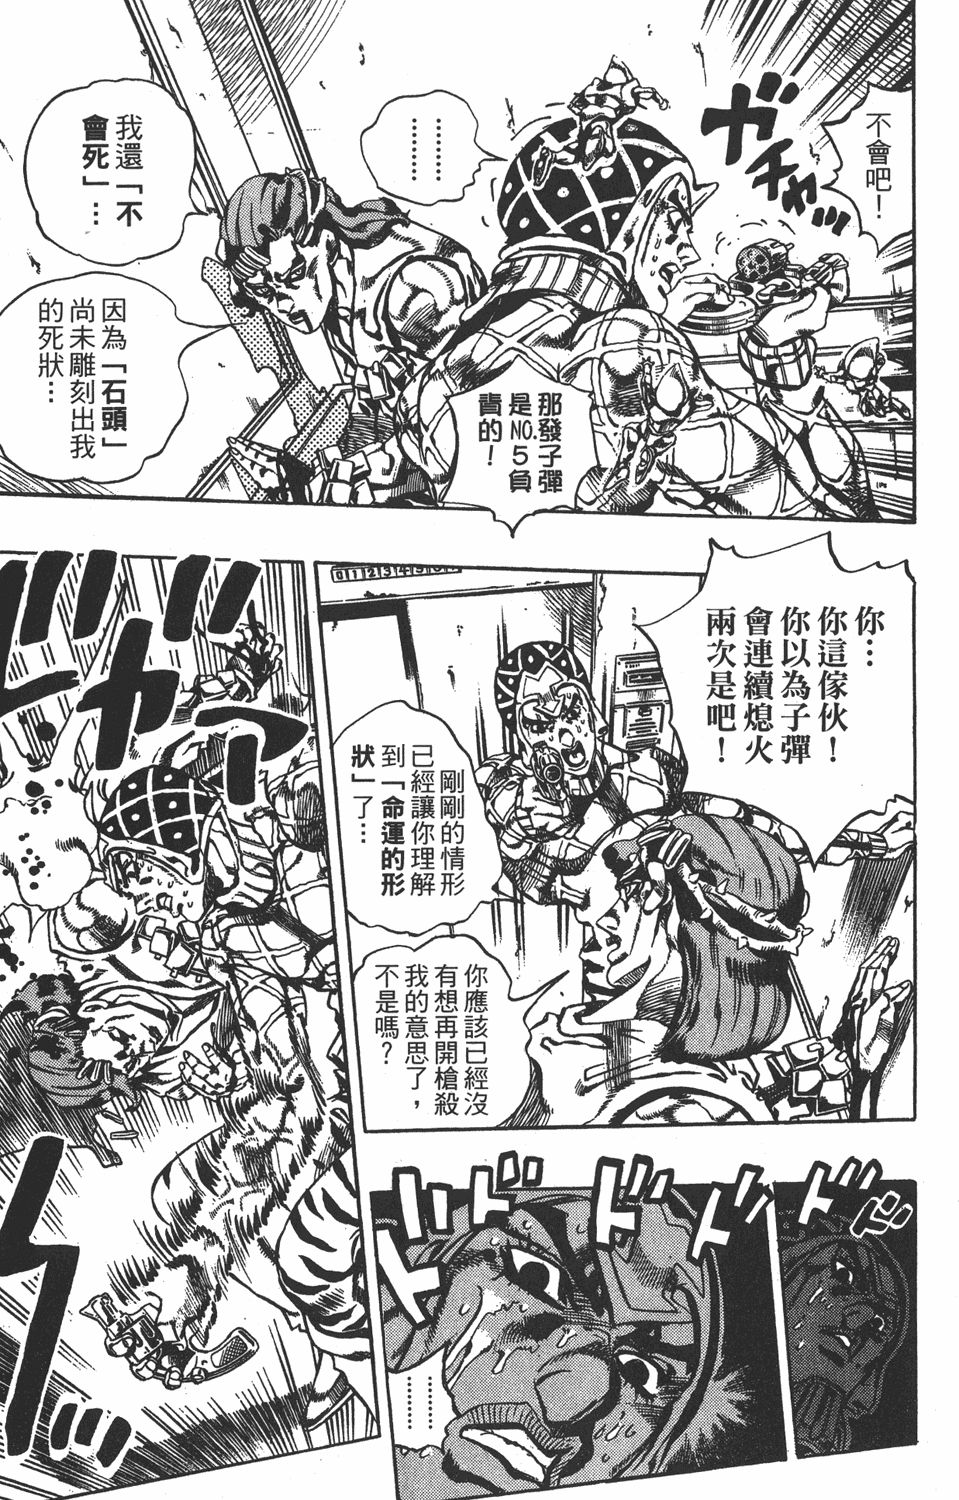 不會吧！
ガチャッ
………
………
那發子彈
是NO.5負
責的！
我還「不
會死」…
因為「石頭」
尚未雕刻出我
的死狀…
你…
你這傢伙！
你以為子彈
會連續熄火
兩次是吧！
012345
剛剛的情形
已經讓你理解
到「命運的形
狀」了…
你應該已經沒
有想再開槍殺
我的意思了，
不是嗎？
ドドドドドド
………